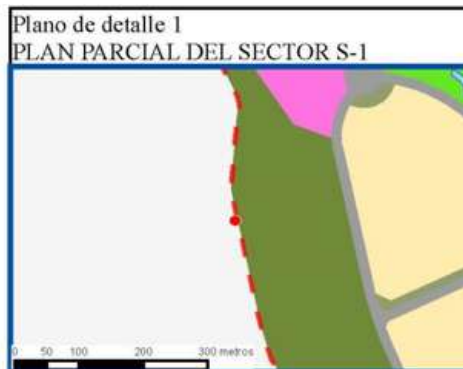 Plano de detalle 1
PLAN PARCIAL DEL SECTOR S-1
0 50 100 200 300 metros